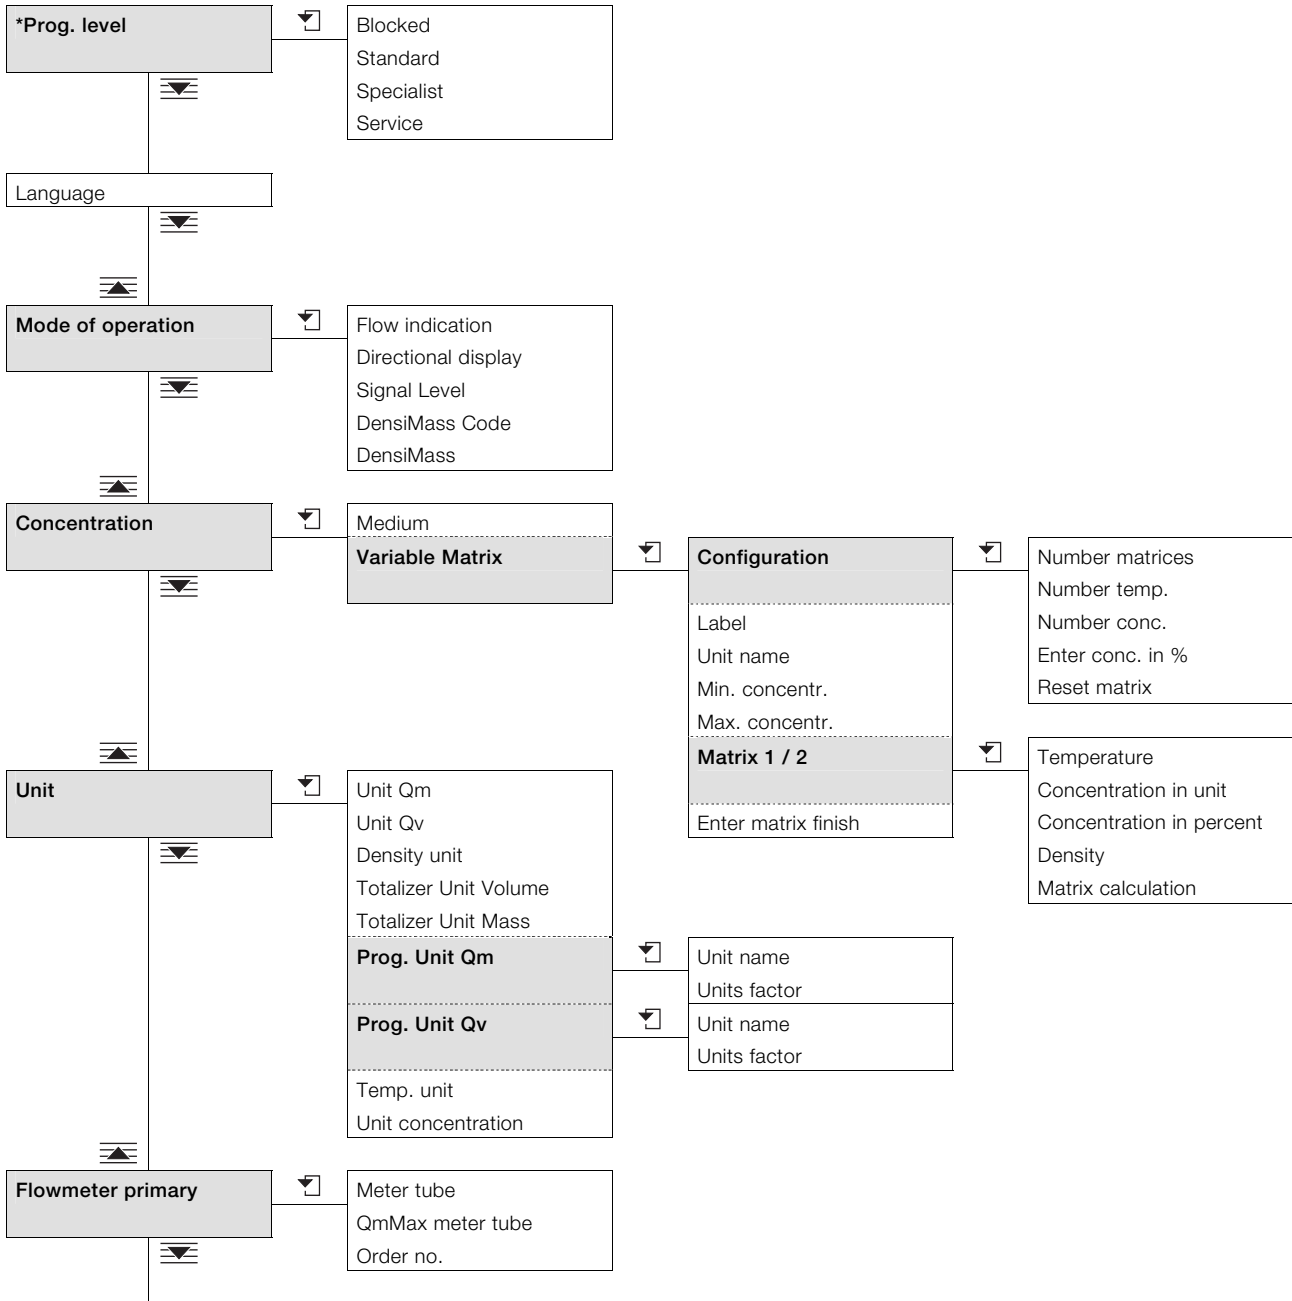 *Prog. level
Blocked
Standard
Specialist
Service
Language
Mode of operation
Flow indication
Directional display
Signal Level
DensiMass Code
DensiMass
Concentration
Medium
Variable Matrix
Configuration
Label
Unit name
Min. concentr.
Max. concentr.
Matrix 1 / 2
Enter matrix finish
Number matrices
Number temp.
Number conc.
Enter conc. in %
Reset matrix
Temperature
Concentration in unit
Concentration in percent
Density
Matrix calculation
Unit
Unit Qm
Unit Qv
Density unit
Totalizer Unit Volume
Totalizer Unit Mass
Prog. Unit Qm
Unit name
Units factor
Prog. Unit Qv
Unit name
Units factor
Temp. unit
Unit concentration
Flowmeter primary
Meter tube
QmMax meter tube
Order no.